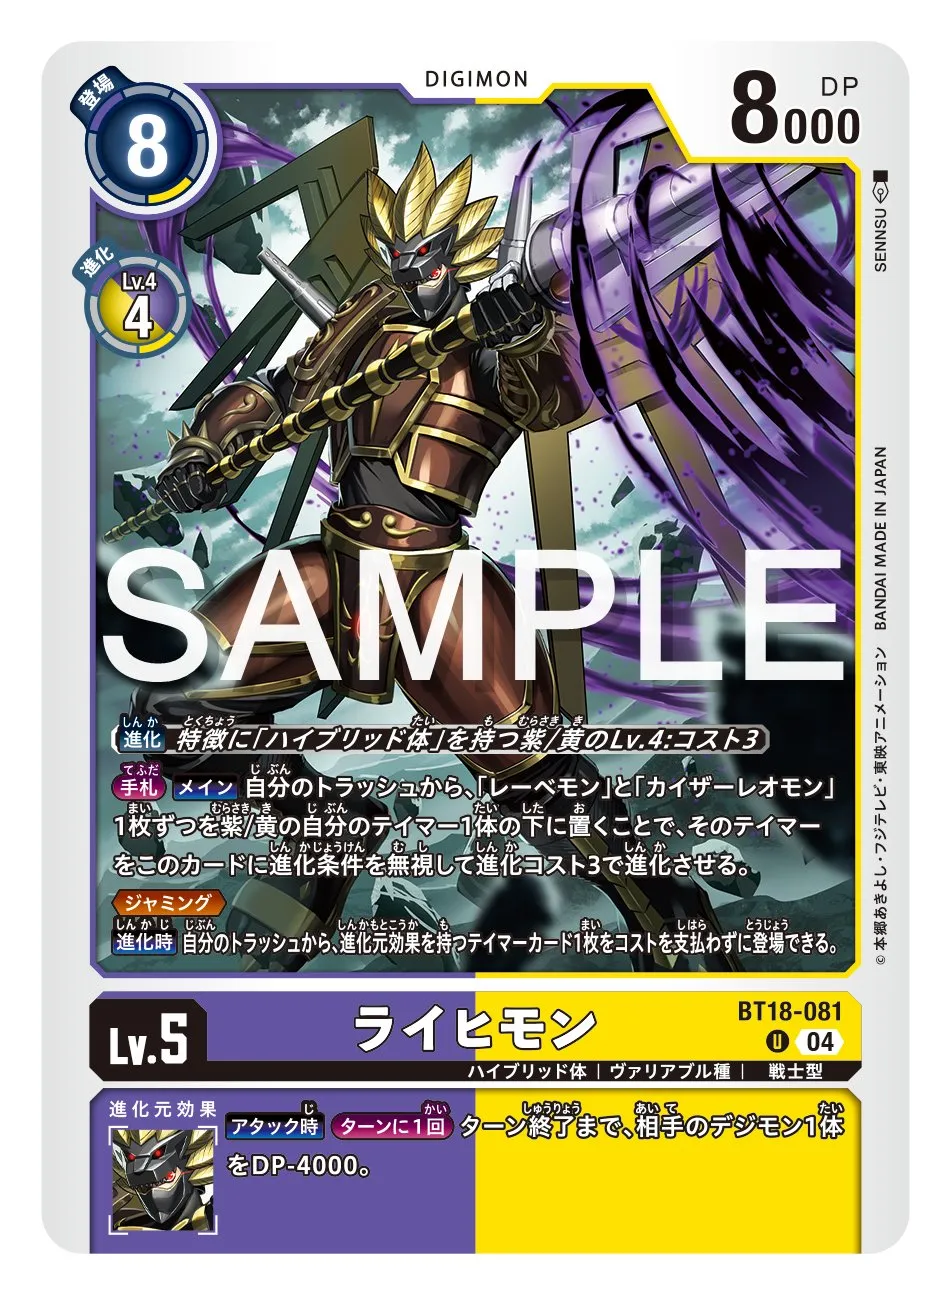 DIGIMON
登場
8
DP
8000
進化
Lv.4
4
SENNSU
BANDAI MADE IN JAPAN
©本郷あきよし・フジテレビ・東映アニメーション
SAMPLE
進化 特徴に「ハイブリッド体」を持つ紫/黄のLv.4:コスト3
手札 メイン 自分のトラッシュから、「レーベモン」と「カイザーレオモン」
1枚ずつを紫/黄の自分のテイマー1体の下に置くことで、そのテイマー
をこのカードに進化条件を無視して進化コスト3で進化させる。
ジャミング
進化時 自分のトラッシュから、進化元効果を持つテイマーカード1枚をコストを支払わずに登場できる。
Lv.5
ライヒモン
BT18-081
U 04
ハイブリッド体 | ヴァリアブル種 | 戦士型
進化元効果
アタック時 ターンに1回 ターン終了まで、相手のデジモン1体
をDP-4000。